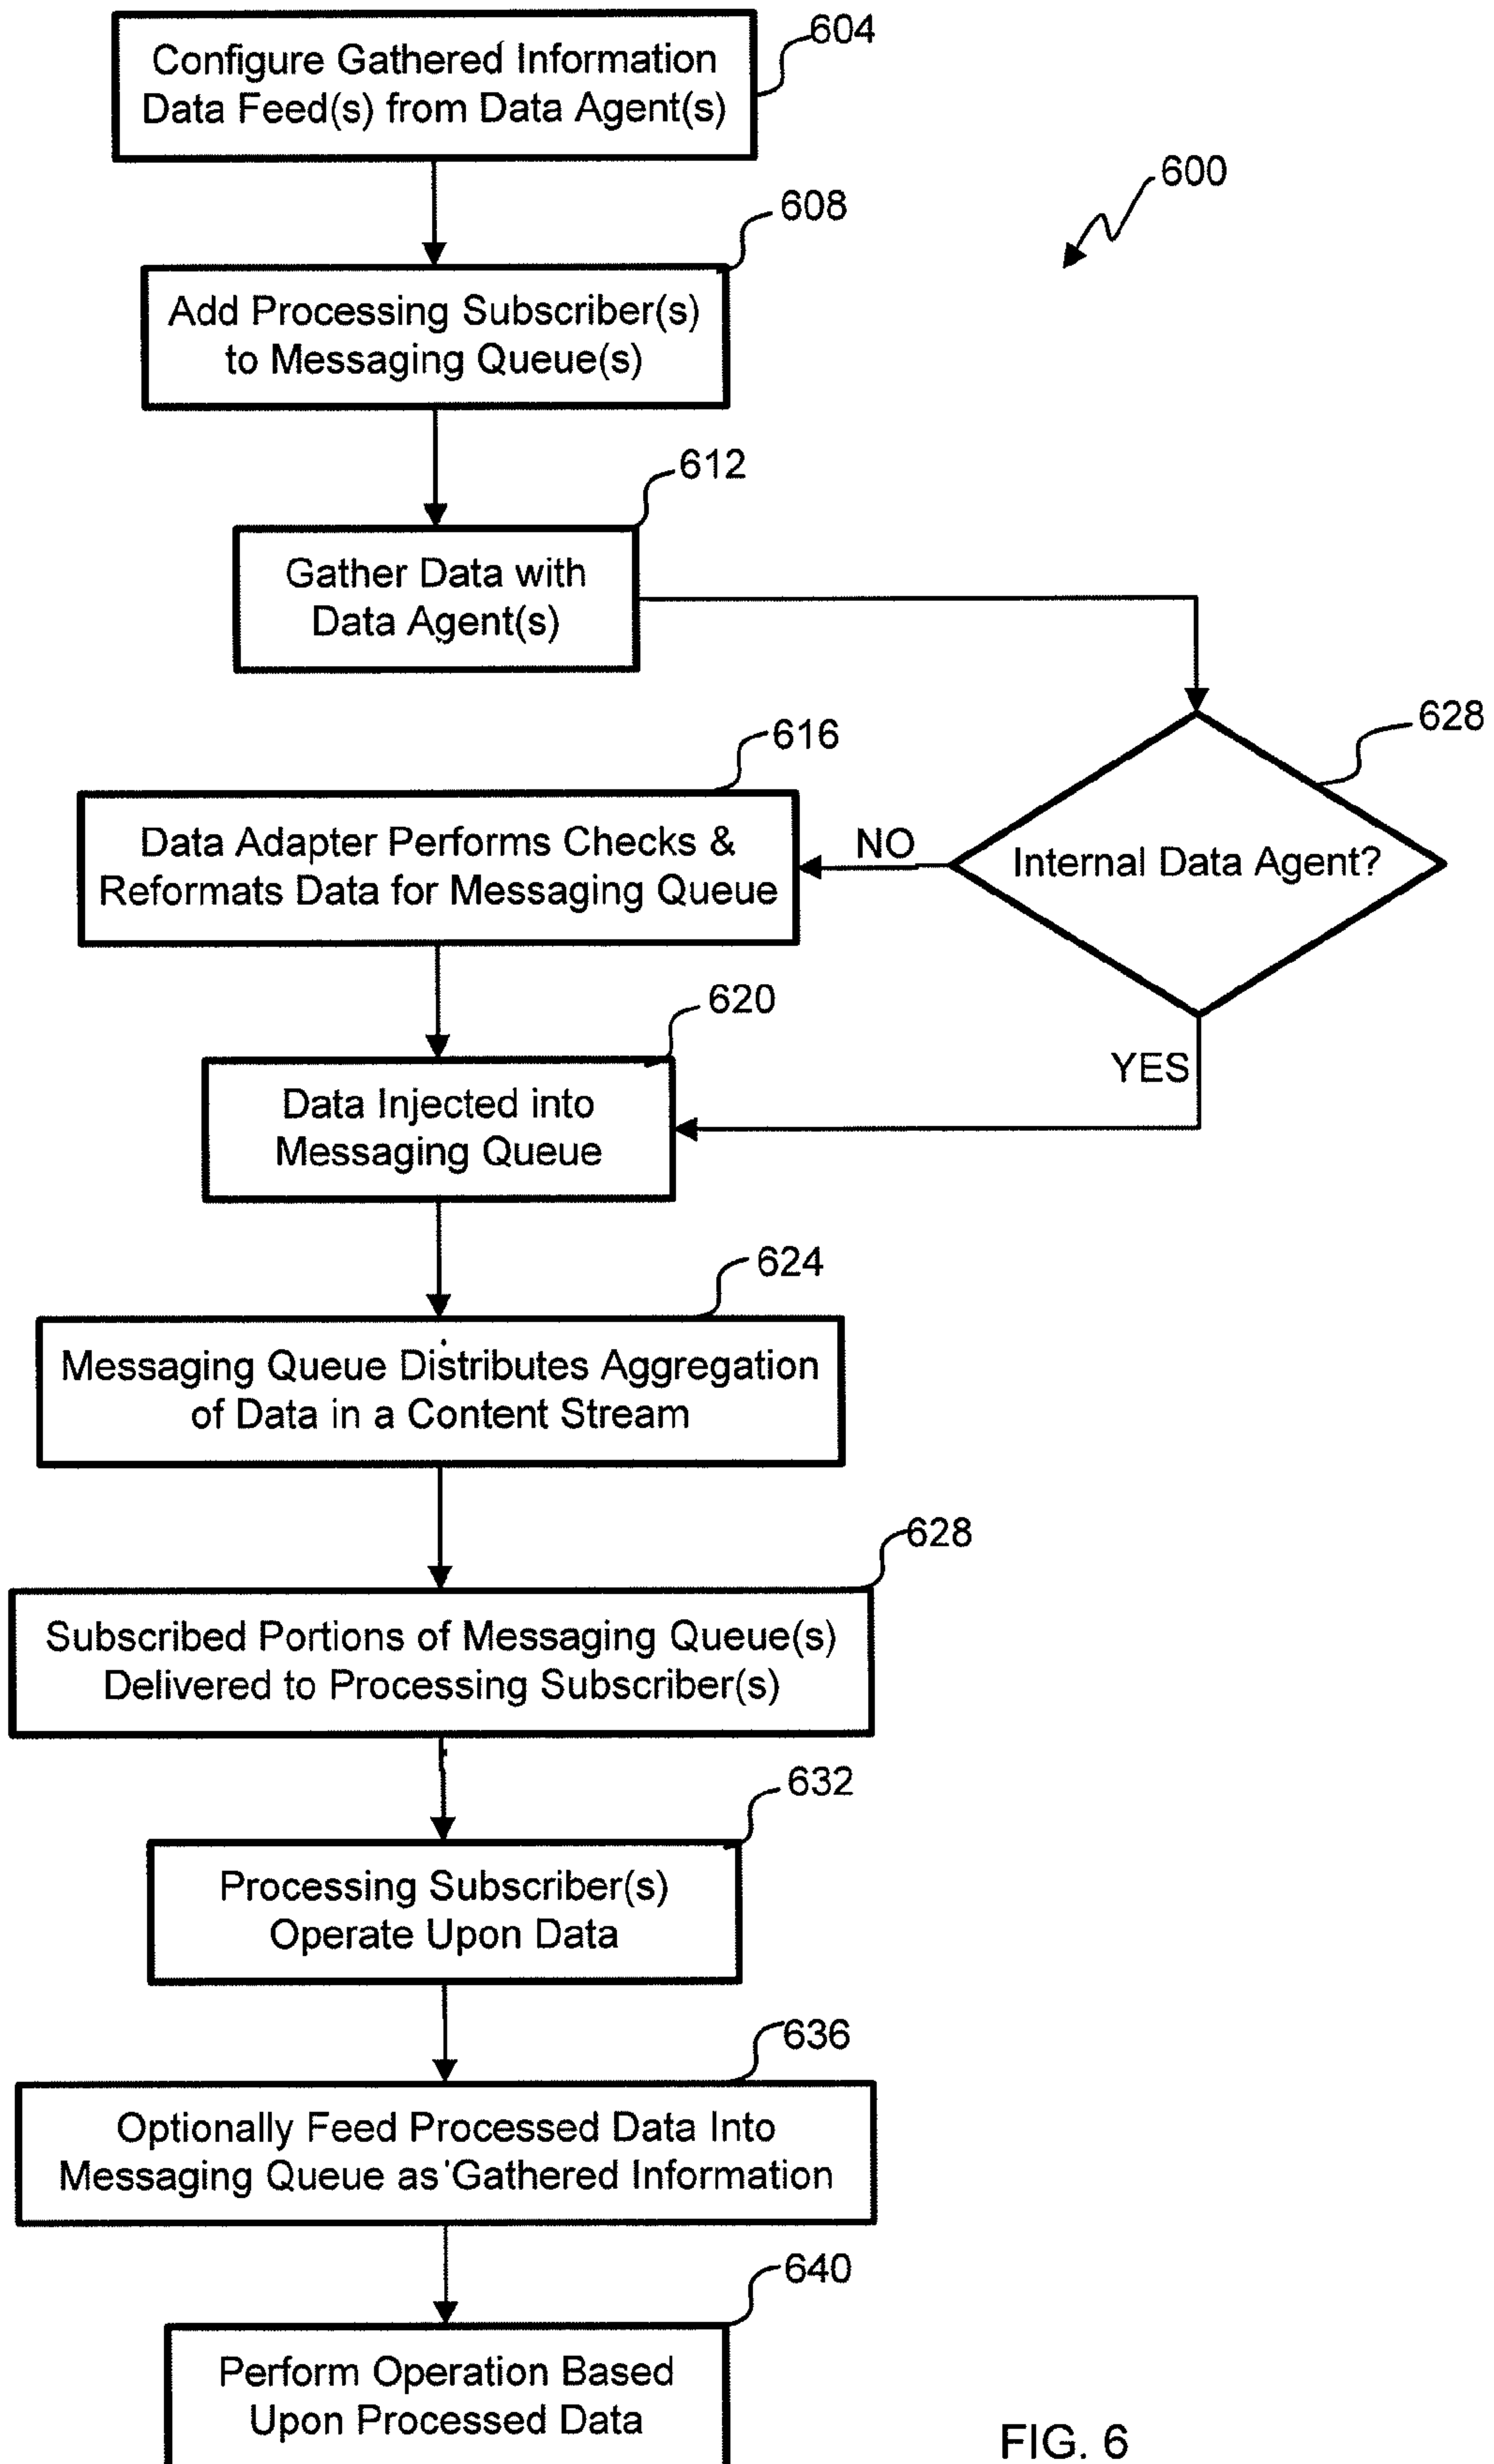 604
Configure Gathered Information
Data Feed(s) from Data Agent(s)
600
608
Add Processing Subscriber(s)
to Messaging Queue(s)
612
Gather Data with
Data Agent(s)
628
616
Internal Data Agent?
NO
Data Adapter Performs Checks &
Reformats Data for Messaging Queue
620
YES
Data Injected into
Messaging Queue
624
Messaging Queue Distributes Aggregation
of Data in a Content Stream
628
Subscribed Portions of Messaging Queue(s)
Delivered to Processing Subscriber(s)
632
Processing Subscriber(s)
Operate Upon Data
636
Optionally Feed Processed Data Into
Messaging Queue as Gathered Information
640
Perform Operation Based
Upon Processed Data
FIG. 6